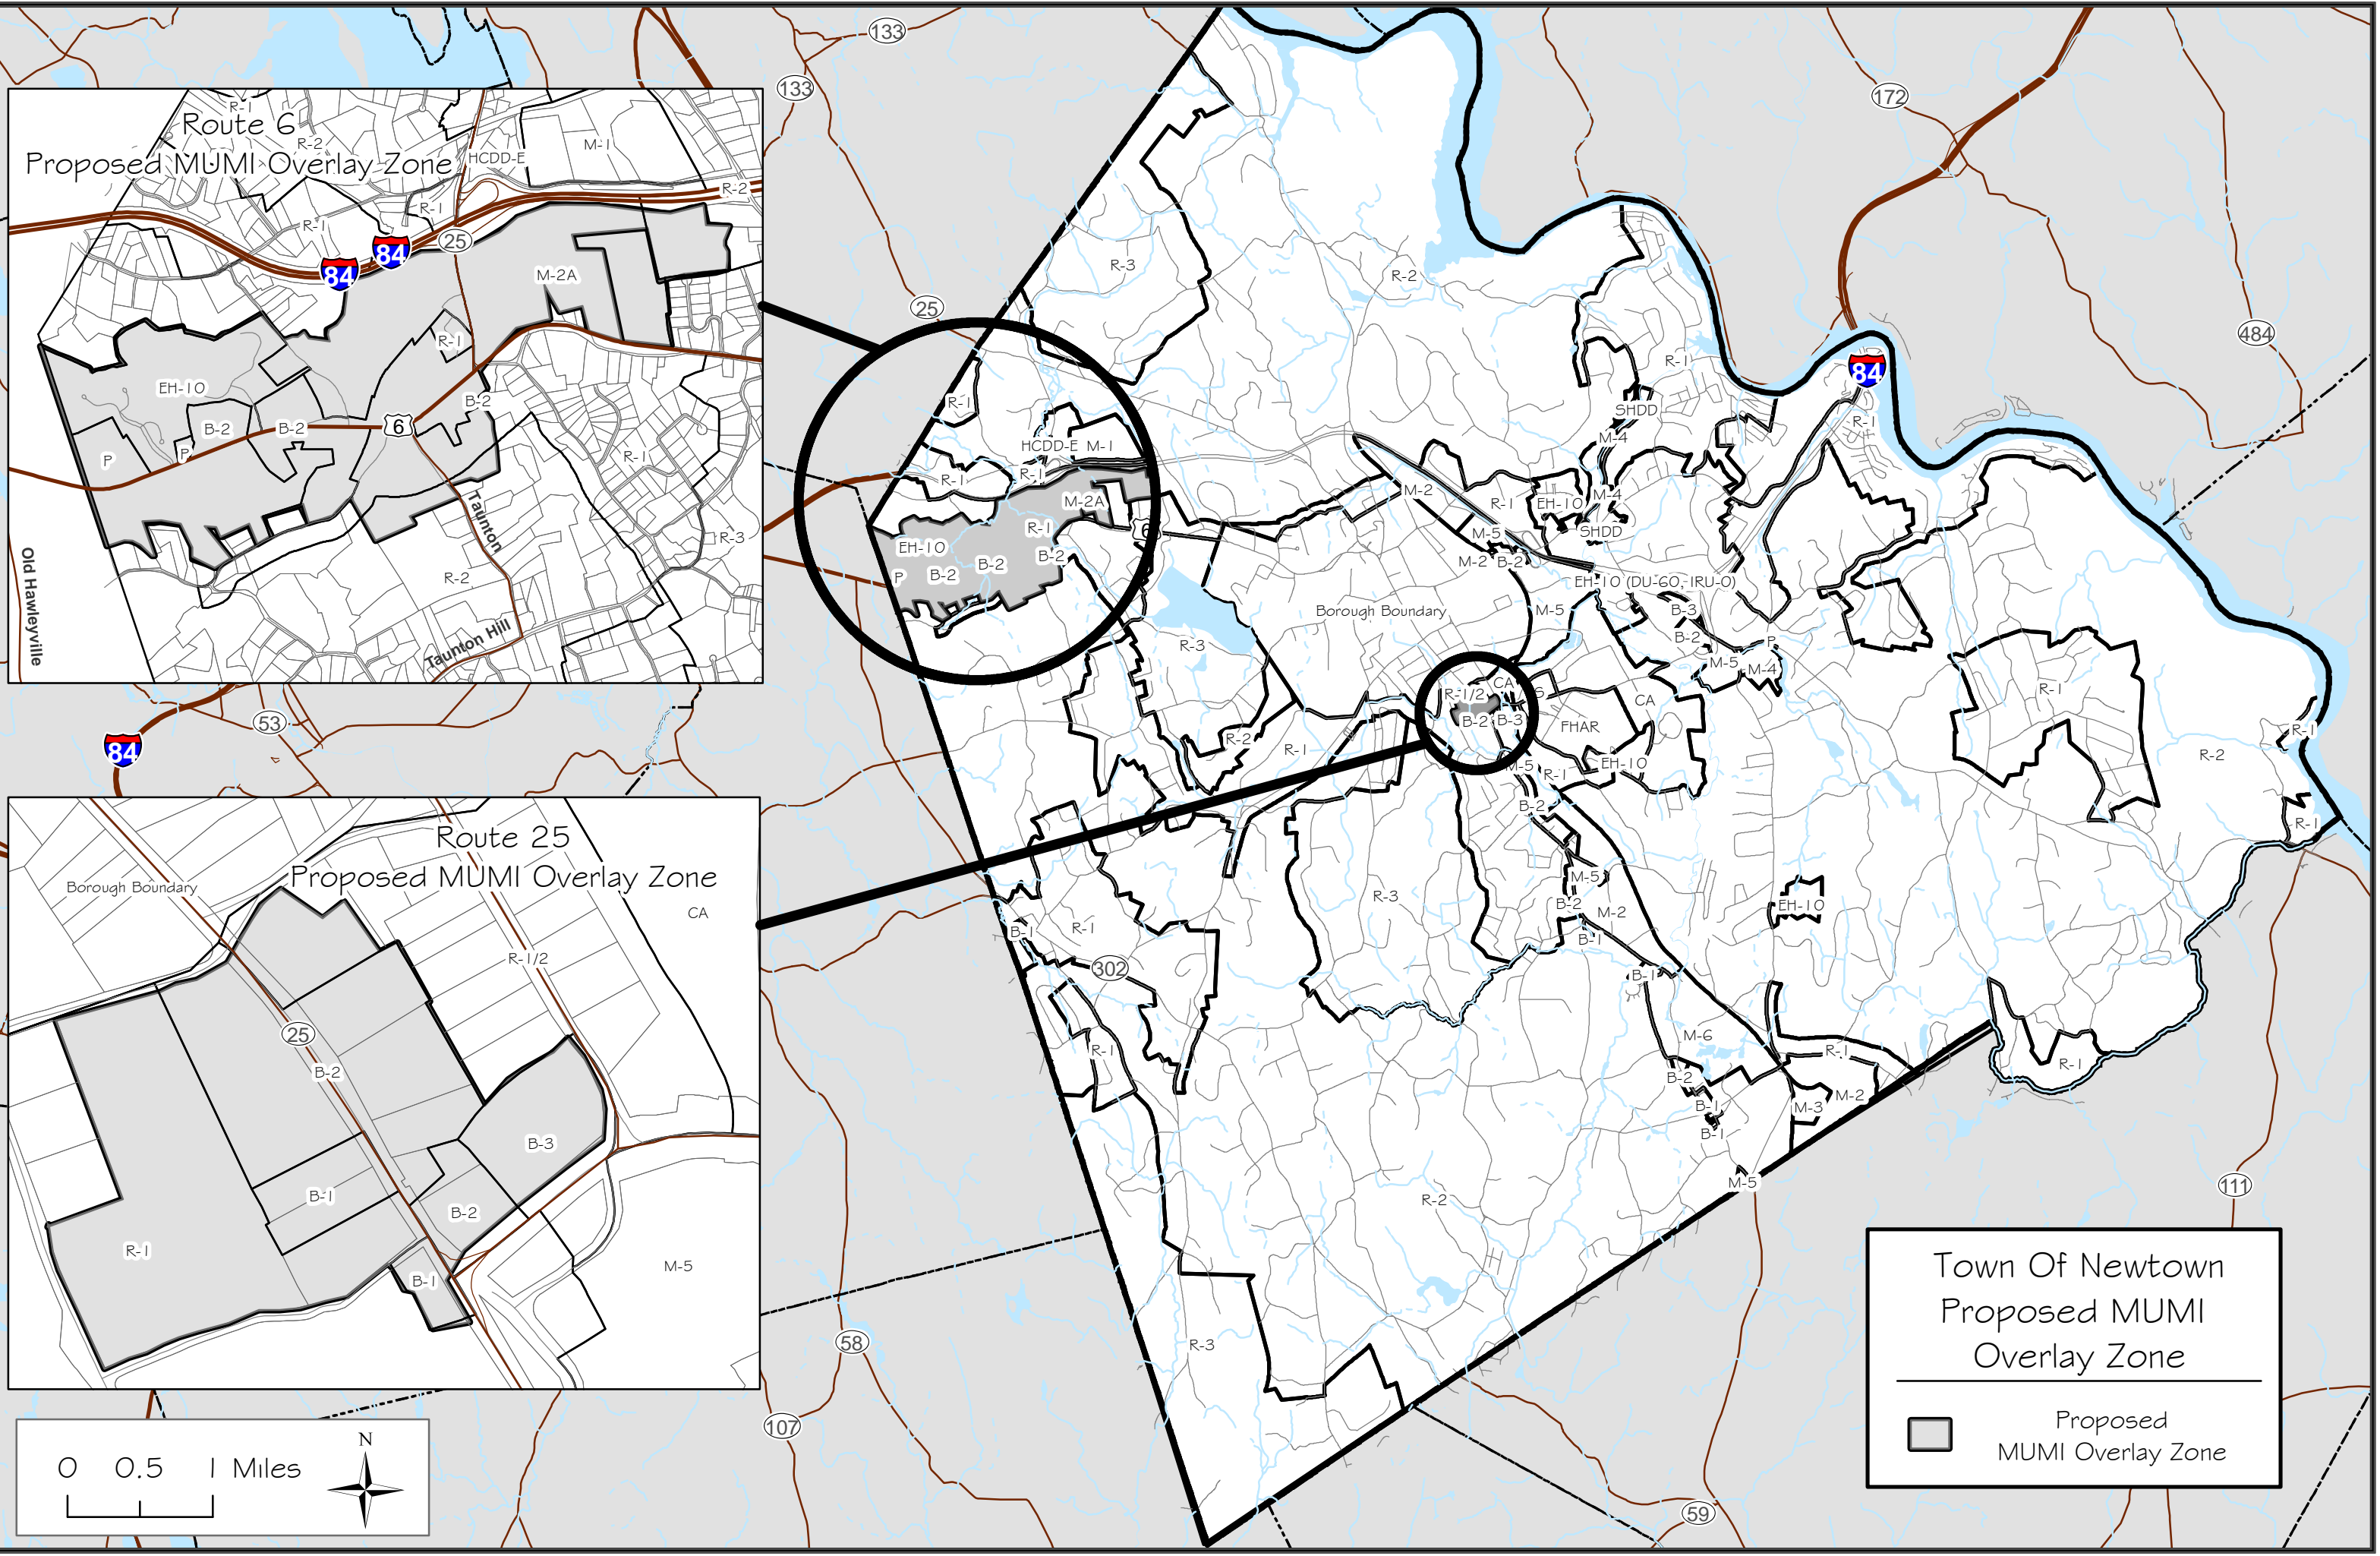 133
133
172
25
484
84
R-1
Route 6
R-2
Proposed MUMI Overlay Zone
HCDD-E
M-1
R-2
R-1
R-1
84
84
25
M-2A
R-1
EH-10
B-2
B-2
B-2
6
P
P
R-1
R-3
R-2
Taunton
Taunton Hill
Old Hawleyville
R-3
R-2
R-1
R-1
R-1
SHDD
M-4
HCDD-E
M-1
R-1
R-1
M-2
M-2A
R-1
EH-10
M-4
SHDD
R-1
6
M-5
EH-10
B-2
B-2
B-2
M-2
B-2
P
EH-10 (DU-60, IRU-0)
Borough Boundary
M-5
B-3
B-2
P
R-3
M-5
M-4
CA
R-1/2
CA
R-1
B-2
B-3
FHAR
R-2
R-1
R-1
R-2
EH-10
M-5
R-1
B-2
R-1
53
84
Route 25
Proposed MUMI Overlay Zone
Borough Boundary
CA
R-1/2
25
B-2
B-3
B-1
B-2
R-1
B-1
M-5
R-3
M-5
B-2
M-2
EH-10
B-1
R-1
B-1
302
B-1
M-6
R-1
R-1
R-1
B-2
M-2
B-1
M-3
B-1
M-5
R-2
111
R-3
58
107
59
Town Of Newtown
Proposed MUMI
Overlay Zone
Proposed
MUMI Overlay Zone
0 0.5 1 Miles
N